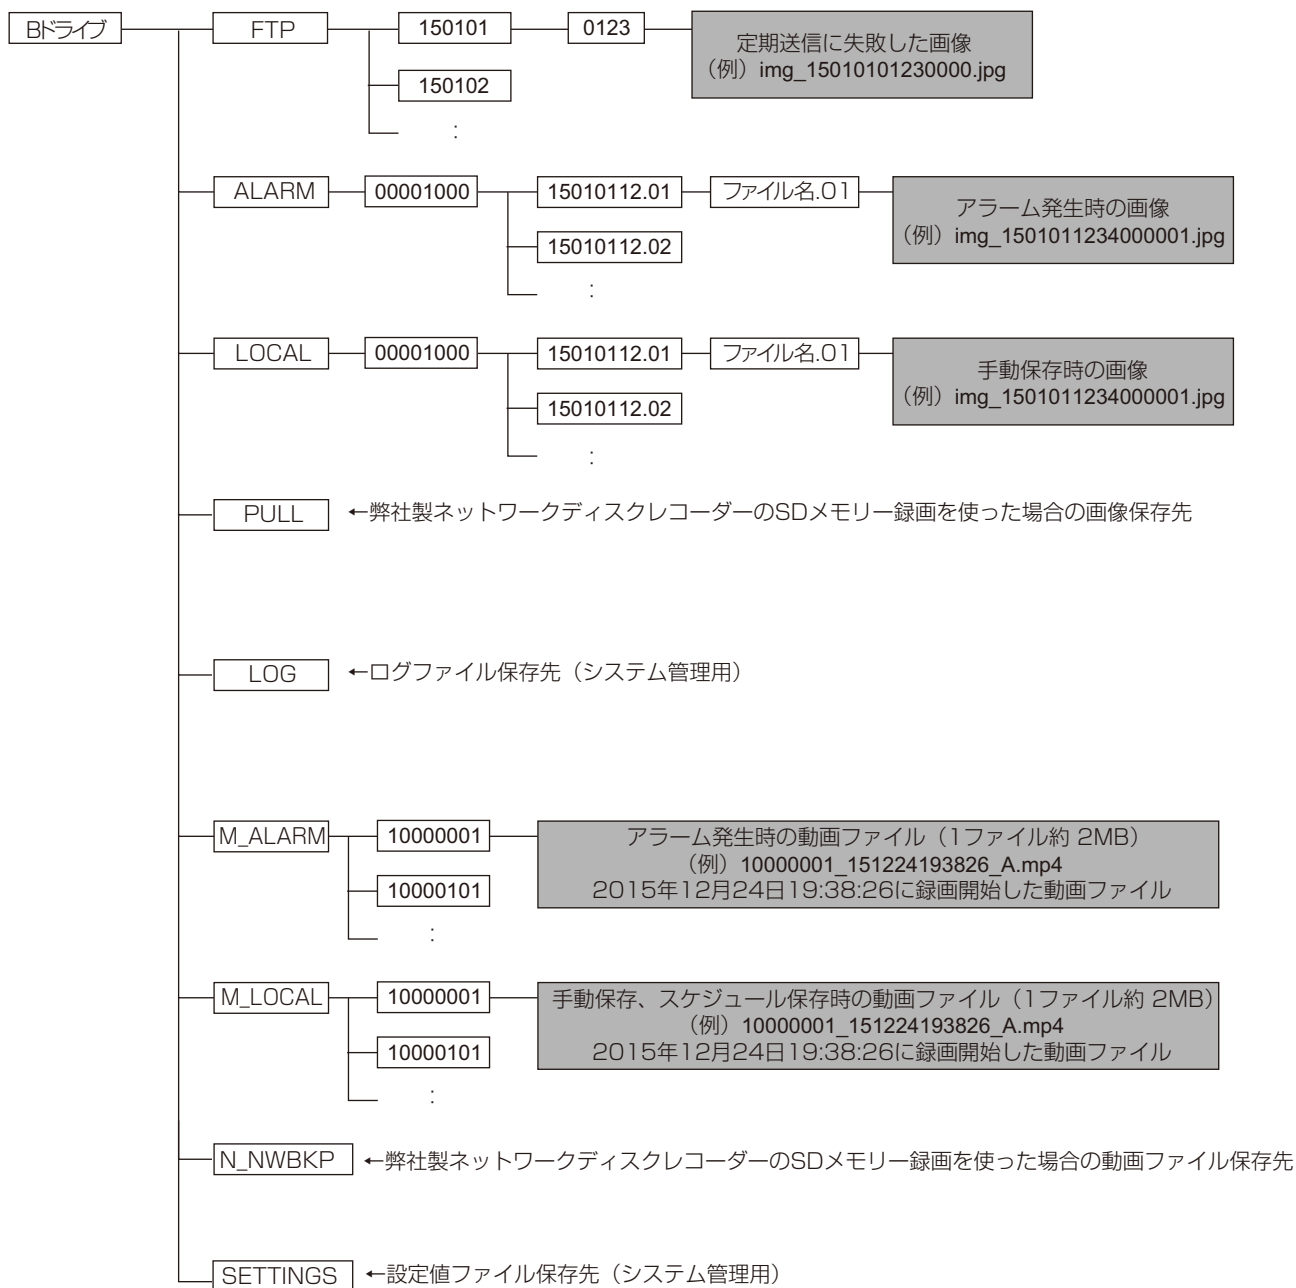 Bドライブ FTP 150101 0123 定期送信に失敗した画像
(例) img_15010101230000.jpg
150102
:
ALARM 00001000 15010112.01 ファイル名.01 アラーム発生時の画像
(例) img_1501011234000001.jpg
15010112.02
:
LOCAL 00001000 15010112.01 ファイル名.01 手動保存時の画像
(例) img_1501011234000001.jpg
15010112.02
:
PULL ←弊社製ネットワークディスクレコーダーのSDメモリー録画を使った場合の画像保存先
LOG ←ログファイル保存先(システム管理用)
M_ALARM 10000001 アラーム発生時の動画ファイル(1ファイル約 2MB)
(例) 10000001_151224193826_A.mp4
10000101 2015年12月24日19:38:26に録画開始した動画ファイル
:
M_LOCAL 10000001 手動保存、スケジュール保存時の動画ファイル(1ファイル約 2MB)
(例) 10000001_151224193826_A.mp4
10000101 2015年12月24日19:38:26に録画開始した動画ファイル
:
N_NWBKP ←弊社製ネットワークディスクレコーダーのSDメモリー録画を使った場合の動画ファイル保存先
SETTINGS ←設定値ファイル保存先(システム管理用)